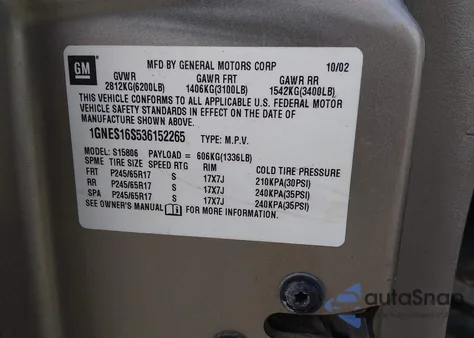 GM
MFD BY GENERAL MOTORS CORP 10/02
GVWR GAWR FRT GAWR RR
2812KG(6200LB) 1406KG(3100LB) 1542KG(3400LB)
THIS VEHICLE CONFORMS TO ALL APPLICABLE U.S. FEDERAL MOTOR
VEHICLE SAFETY STANDARDS IN EFFECT ON THE DATE OF
MANUFACTURE SHOWN ABOVE.
1GNES16S536152265 TYPE: M.P.V.
MODEL: S15806 PAYLOAD = 606KG(1336LB)
SPME TIRE SIZE SPEED RTG RIM COLD TIRE PRESSURE
FRT P245/65R17 S 17X7J 210KPA(30PSI)
RR P245/65R17 S 17X7J 240KPA(35PSI)
SPA P245/65R17 S 17X7J 240KPA(35PSI)
SEE OWNER'S MANUAL FOR MORE INFORMATION.
autoSnap